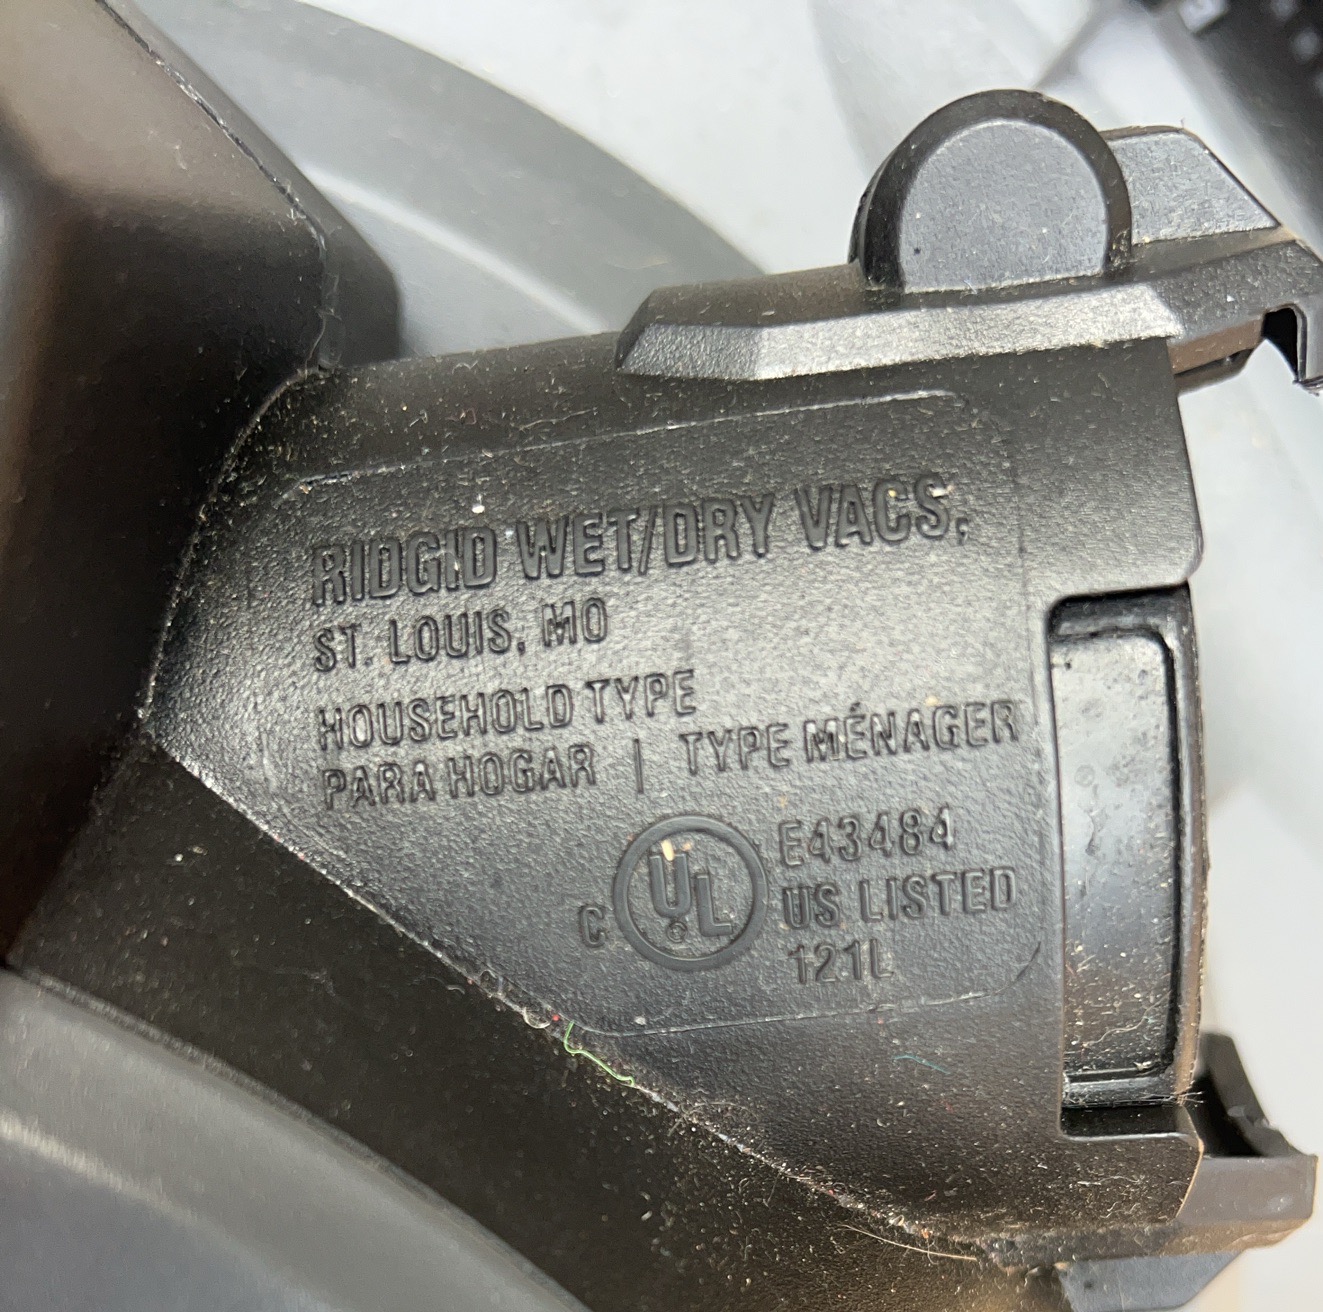 RIDGID WET/DRY VACS,
ST. LOUIS, MO
HOUSEHOLD TYPE
PARA HOGAR | TYPE MÉNAGER
E43484
C UL US LISTED
121L